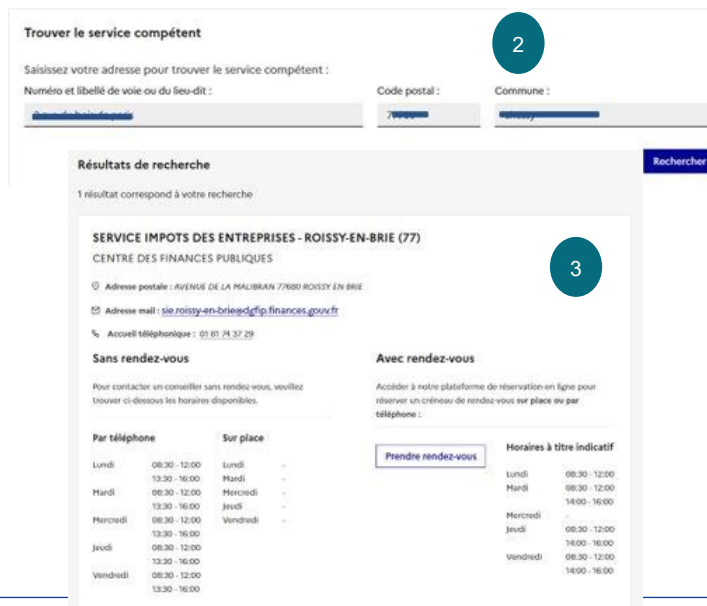 Trouver le service compétent
2
Saisissez votre adresse pour trouver le service compétent :
Numéro et libellé de voie ou du lieu-dit :
Code postal :
Commune :
Rechercher
Résultats de recherche
1 résultat correspond à votre recherche
SERVICE IMPOTS DES ENTREPRISES - ROISSY-EN-BRIE (77)
CENTRE DES FINANCES PUBLIQUES
3
Adresse postale : AVENUE DE LA MALIBRAN 77680 ROISSY EN BRIE
Adresse mail : sie.roissy-en-brie@dgfip.finances.gouv.fr
Accueil téléphonique : 01 81 74 37 29
Sans rendez-vous
Pour contacter un conseiller sans rendez-vous, veuillez
trouver ci-dessous les horaires disponibles.
Par téléphone
Lundi 08:30 - 12:00
13:30 - 16:00
Mardi 08:30 - 12:00
13:30 - 16:00
Mercredi 08:30 - 12:00
13:30 - 16:00
Jeudi 08:30 - 12:00
13:30 - 16:00
Vendredi 08:30 - 12:00
13:30 - 16:00
Sur place
Lundi -
Mardi -
Mercredi -
Jeudi -
Vendredi -
Avec rendez-vous
Accéder à notre plateforme de réservation en ligne pour
réserver un créneau de rendez-vous sur place ou par
téléphone :
Prendre rendez-vous
Horaires à titre indicatif
Lundi 08:30 - 12:00
Mardi 08:30 - 12:00
14:00 - 16:00
Mercredi -
Jeudi 08:30 - 12:00
14:00 - 16:00
Vendredi 08:30 - 12:00
14:00 - 16:00